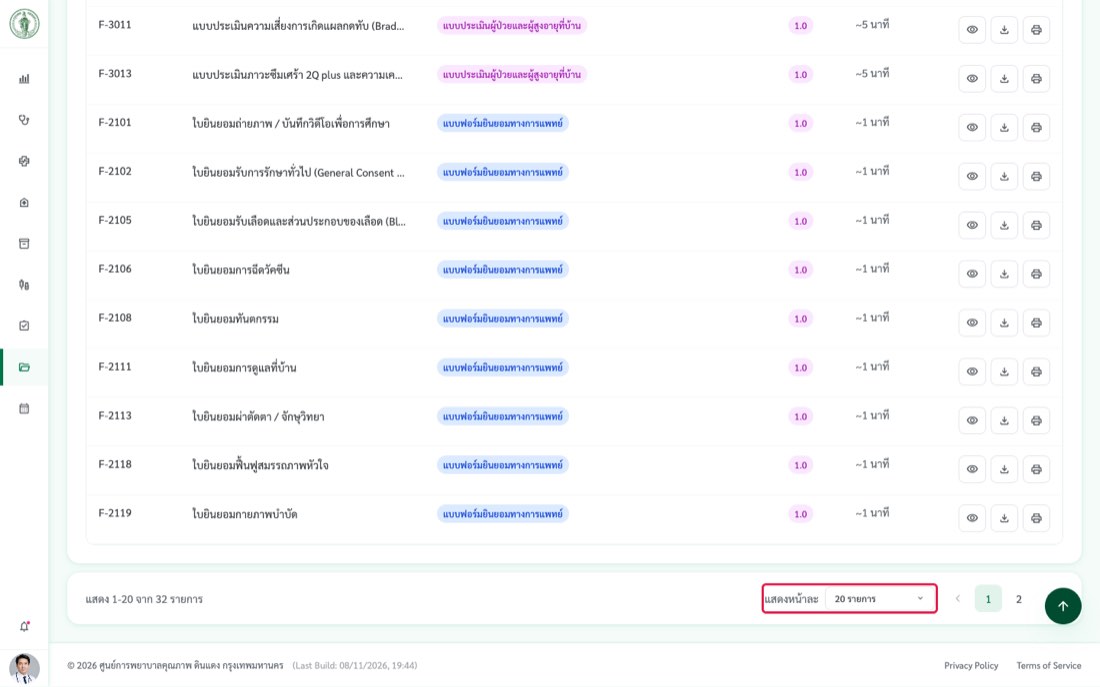 F-3011 แบบประเมินความเสี่ยงการเกิดแผลกดทับ (Brad... แบบประเมินผู้ป่วยและผู้สูงอายุที่บ้าน 1.0 ~5 นาที
F-3013 แบบประเมินภาวะซึมเศร้า 2Q plus และความเค... แบบประเมินผู้ป่วยและผู้สูงอายุที่บ้าน 1.0 ~5 นาที
F-2101 ใบยินยอมถ่ายภาพ / บันทึกวิดีโอเพื่อการศึกษา แบบฟอร์มยินยอมทางการแพทย์ 1.0 ~1 นาที
F-2102 ใบยินยอมรับการรักษาทั่วไป (General Consent ... แบบฟอร์มยินยอมทางการแพทย์ 1.0 ~1 นาที
F-2105 ใบยินยอมรับเลือดและส่วนประกอบของเลือด (Bl... แบบฟอร์มยินยอมทางการแพทย์ 1.0 ~1 นาที
F-2106 ใบยินยอมการฉีดวัคซีน แบบฟอร์มยินยอมทางการแพทย์ 1.0 ~1 นาที
F-2108 ใบยินยอมทันตกรรม แบบฟอร์มยินยอมทางการแพทย์ 1.0 ~1 นาที
F-2111 ใบยินยอมการดูแลที่บ้าน แบบฟอร์มยินยอมทางการแพทย์ 1.0 ~1 นาที
F-2113 ใบยินยอมผ่าตัดตา / จักษุวิทยา แบบฟอร์มยินยอมทางการแพทย์ 1.0 ~1 นาที
F-2118 ใบยินยอมฟื้นฟูสมรรถภาพหัวใจ แบบฟอร์มยินยอมทางการแพทย์ 1.0 ~1 นาที
F-2119 ใบยินยอมกายภาพบำบัด แบบฟอร์มยินยอมทางการแพทย์ 1.0 ~1 นาที
แสดง 1-20 จาก 32 รายการ แสดงหน้าละ 20 รายการ 1 2
© 2026 ศูนย์การพยาบาลคุณภาพ ดินแดง กรุงเทพมหานคร (Last Build: 08/11/2026, 19:44) Privacy Policy Terms of Service